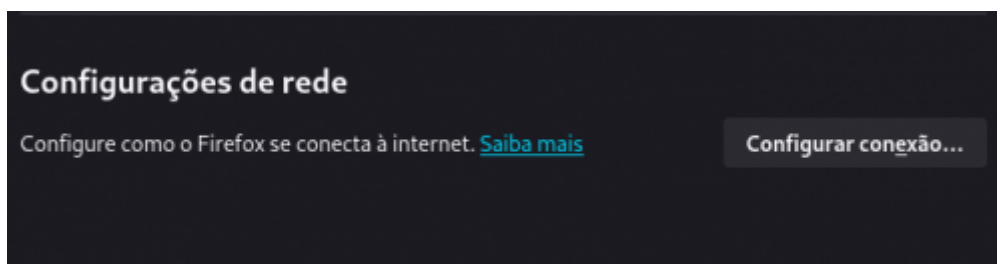 Configurações de rede
Configure como o Firefox se conecta à internet. Saiba mais
Configurar conexão...